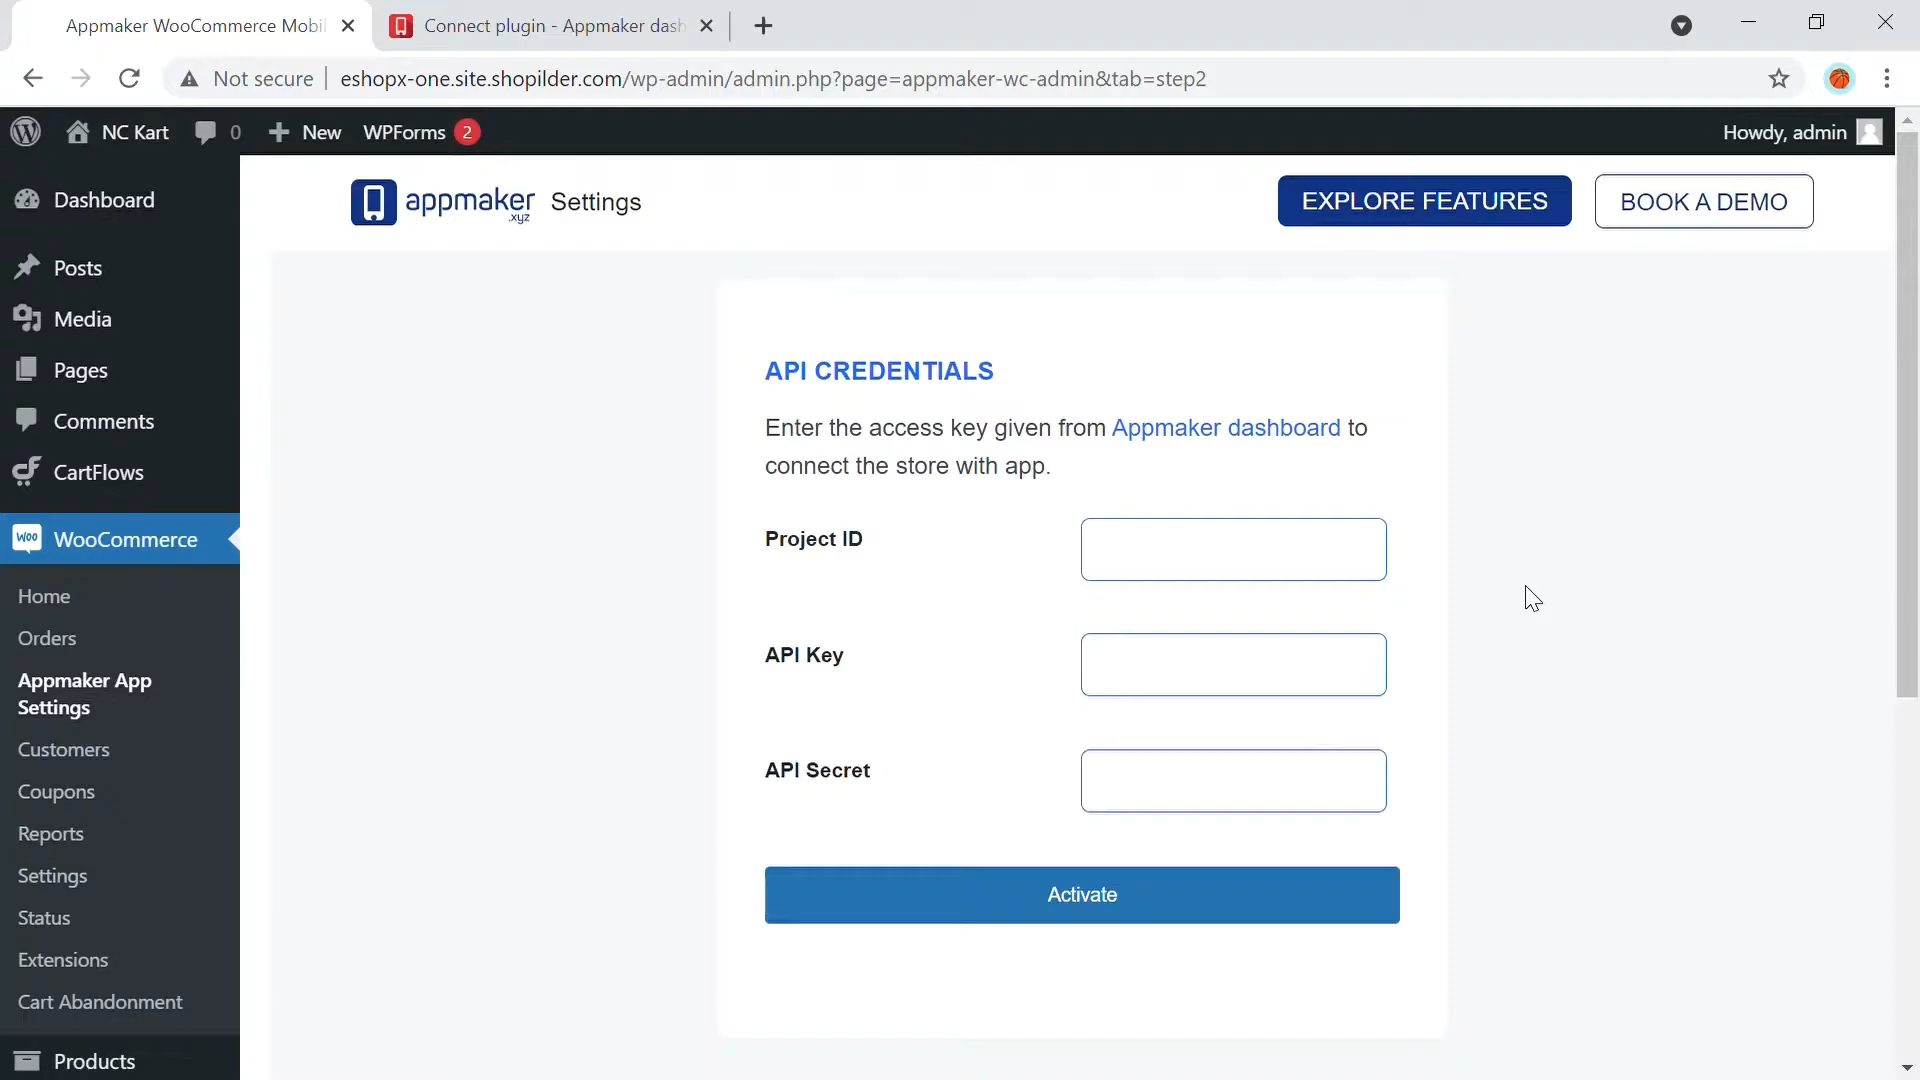 Appmaker WooCommerce Mobil
Connect plugin - Appmaker dash
Not secure
eshopx-one.site.shopilder.com/wp-admin/admin.php?page=appmaker-wc-admin&tab=step2
NC Kart
0
New
WPForms 2
Howdy, admin
Dashboard
Posts
Media
Pages
Comments
CartFlows
woo WooCommerce
Home
Orders
Appmaker App
Settings
Customers
Coupons
Reports
Settings
Status
Extensions
Cart Abandonment
Products
appmaker
.xyz
Settings
EXPLORE FEATURES
BOOK A DEMO
API CREDENTIALS
Enter the access key given from Appmaker dashboard to
connect the store with app.
Project ID
API Key
API Secret
Activate